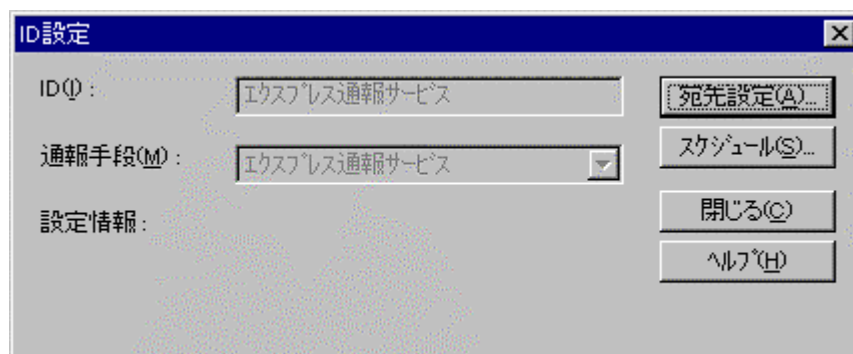 ID設定
ID(I) :
ｴｸｽﾌﾟﾚｽ通報ｻｰﾋﾞｽ
宛先設定(A)...
通報手段(M) :
ｴｸｽﾌﾟﾚｽ通報ｻｰﾋﾞｽ
ｽｹｼﾞｭｰﾙ(S)...
設定情報 :
閉じる(C)
ﾍﾙﾌﾟ(H)